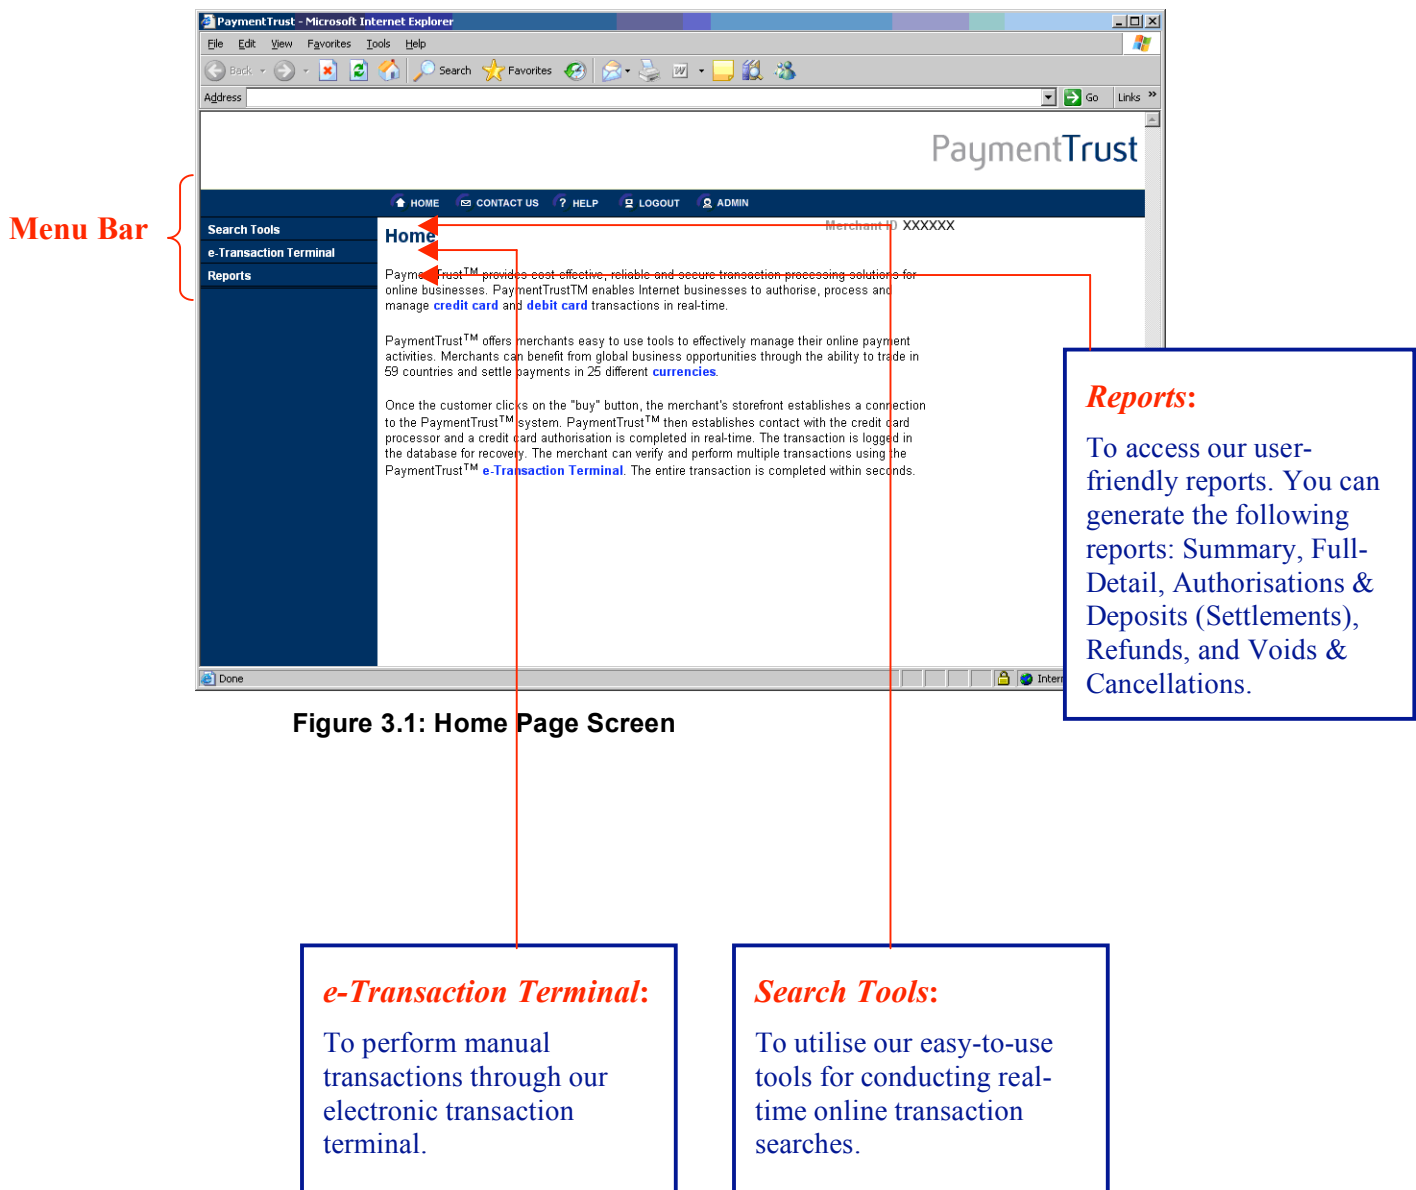 PaymentTrust - Microsoft Internet Explorer
File Edit View Favorites Tools Help
Back Search Favorites
Address Go Links »
PaymentTrust
HOME CONTACT US ? HELP LOGOUT ADMIN
Menu Bar
Search Tools
e-Transaction Terminal
Reports
Merchant ID XXXXXX
Home
PaymentTrust™ provides cost effective, reliable and secure transaction processing solutions for
online businesses. PaymentTrustTM enables Internet businesses to authorise, process and
manage credit card and debit card transactions in real-time.
PaymentTrust™ offers merchants easy to use tools to effectively manage their online payment
activities. Merchants can benefit from global business opportunities through the ability to trade in
59 countries and settle payments in 25 different currencies.
Once the customer clicks on the "buy" button, the merchant's storefront establishes a connection
to the PaymentTrust™ system. PaymentTrust™ then establishes contact with the credit card
processor and a credit card authorisation is completed in real-time. The transaction is logged in
the database for recovery. The merchant can verify and perform multiple transactions using the
PaymentTrust™ e-Transaction Terminal. The entire transaction is completed within seconds.
Done Inter
Reports:
To access our user-
friendly reports. You can
generate the following
reports: Summary, Full-
Detail, Authorisations &
Deposits (Settlements),
Refunds, and Voids &
Cancellations.
Figure 3.1: Home Page Screen
e-Transaction Terminal:
To perform manual
transactions through our
electronic transaction
terminal.
Search Tools:
To utilise our easy-to-use
tools for conducting real-
time online transaction
searches.